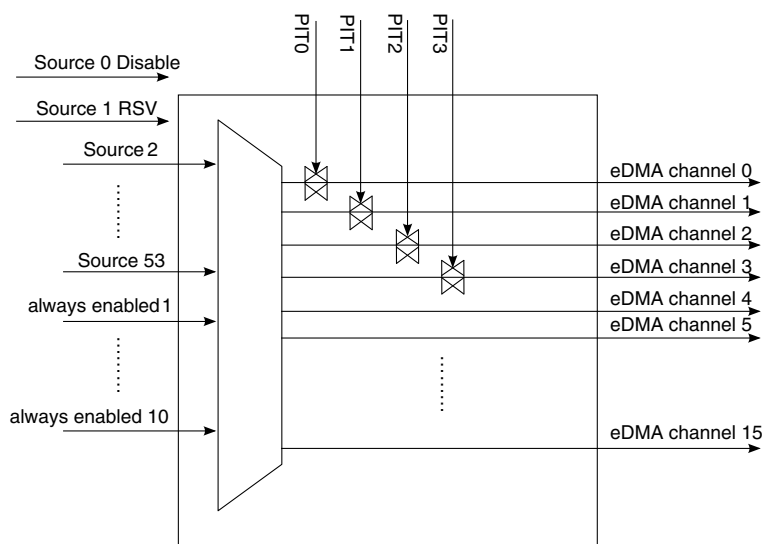 PIT0
PIT1
PIT2
PIT3
Source 0 Disable
Source 1 RSV
Source 2
Source 53
always enabled 1
always enabled 10
eDMA channel 0
eDMA channel 1
eDMA channel 2
eDMA channel 3
eDMA channel 4
eDMA channel 5
eDMA channel 15